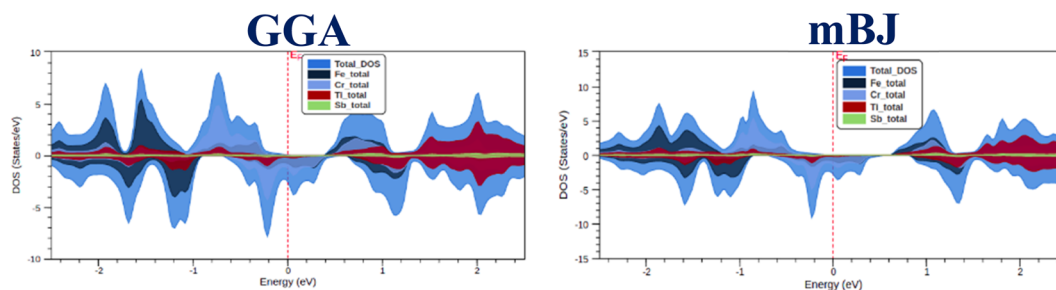 GGA
mBJ
DOS (States/eV)
10
5
0
-5
-10
-2
-1
0
1
2
Energy (eV)
E_F
Total_DOS
Fe_total
Cr_total
Ti_total
Sb_total
DOS (States/eV)
15
10
5
0
-5
-10
-15
-2
-1
0
1
2
Energy (eV)
E_F
Total_DOS
Fe_total
Cr_total
Ti_total
Sb_total